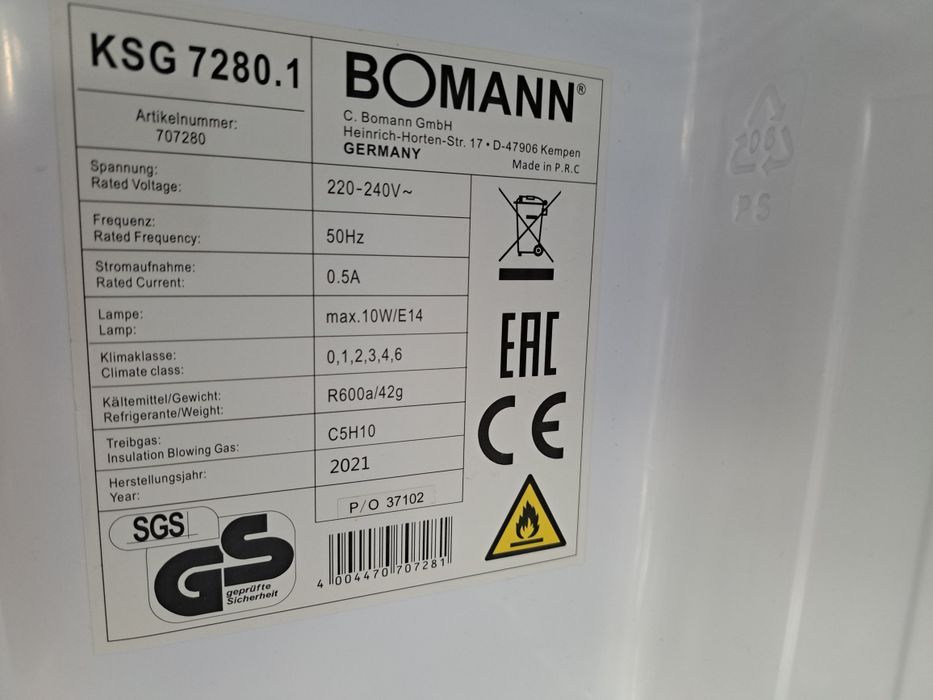 KSG 7280.1
Artikelnummer:
707280
BOMANN®
C. Bomann GmbH
Heinrich-Horten-Str. 17 • D-47906 Kempen
GERMANY
Made in P.R.C
Spannung:
Rated Voltage:
220-240V~
Frequenz:
Rated Frequency:
50Hz
Stromaufnahme:
Rated Current:
0.5A
Lampe:
Lamp:
max.10W/E14
Klimaklasse:
Climate class:
0,1,2,3,4,6
Kältemittel/Gewicht:
Refrigerante/Weight:
R600a/42g
Treibgas:
Insulation Blowing Gas:
C5H10
Herstellungsjahr:
Year:
2021
P/O 37102
SGS
GS
geprüfte
Sicherheit
4 004470 707281
EAC
CE
06
PS